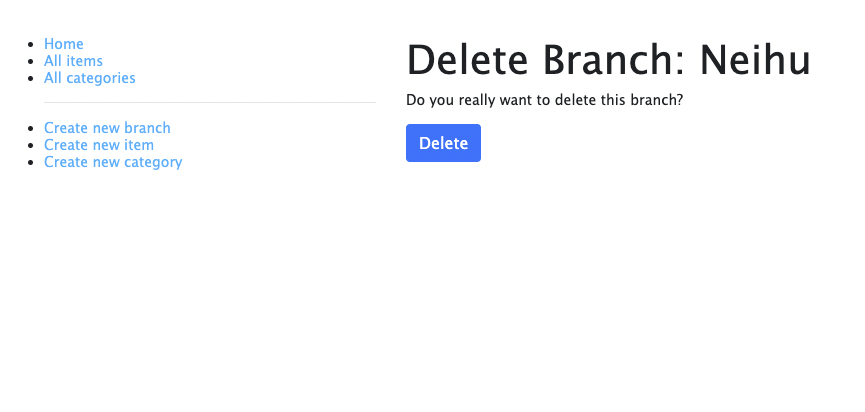 Home
All items
All categories
Create new branch
Create new item
Create new category
Delete Branch: Neihu
Do you really want to delete this branch?
Delete